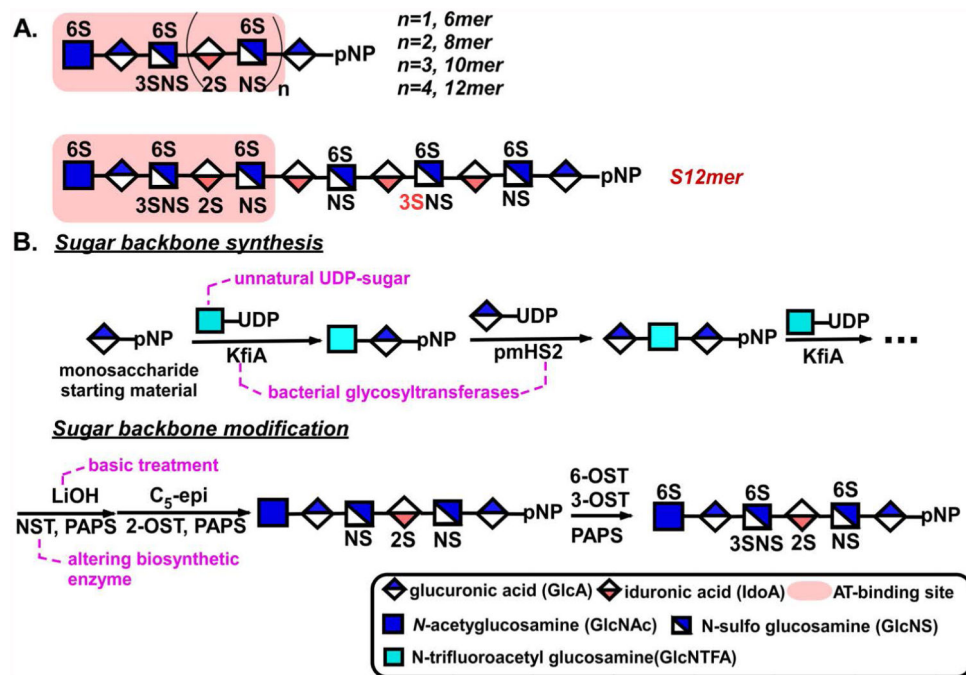 A.
6S 6S 6S
pNP
3SNS 2S NS n
n=1, 6mer
n=2, 8mer
n=3, 10mer
n=4, 12mer
6S 6S 6S 6S 6S 6S
pNP
3SNS 2S NS NS 3SNS NS
S12mer
B. Sugar backbone synthesis
unnatural UDP-sugar
UDP UDP UDP
pNP KfiA pNP pmHS2 pNP KfiA ...
monosaccharide
starting material
bacterial glycosyltransferases
Sugar backbone modification
basic treatment
LiOH C5-epi
NST, PAPS 2-OST, PAPS
altering biosynthetic
enzyme
pNP
NS 2S NS
6-OST
3-OST
PAPS
6S 6S 6S
pNP
3SNS 2S NS
glucuronic acid (GlcA) iduronic acid (IdoA) AT-binding site
N-acetyglucosamine (GlcNAc) N-sulfo glucosamine (GlcNS)
N-trifluoroacetyl glucosamine(GlcNTFA)